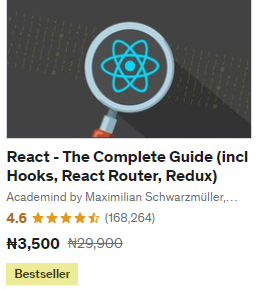 React - The Complete Guide (incl
Hooks, React Router, Redux)
Academind by Maximilian Schwarzmüller,...
4.6 (168,264)
₦3,500 ₦29,900
Bestseller